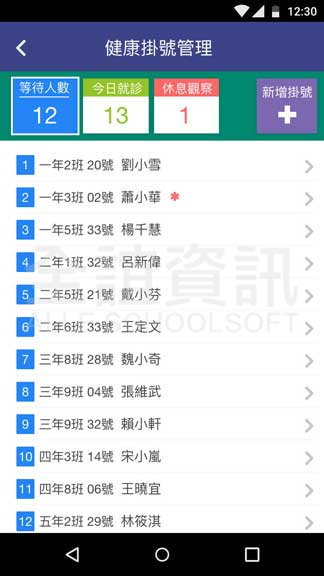 12:30
健康掛號管理
等待人數 今日就診 休息觀察 新增掛號
12 13 1
1 一年2班 20號 劉小雪
2 一年3班 02號 蕭小華 *
3 一年5班 33號 楊千慧
4 二年1班 32號 呂新偉
5 二年5班 21號 戴小芬
6 二年6班 33號 王定文
7 三年8班 28號 魏小奇
8 三年9班 04號 張維武
9 三年9班 32號 賴小軒
10 四年3班 14號 宋小嵐
11 四年8班 06號 王曉宜
12 五年2班 29號 林筱淇
全誼資訊
ALLE SCHOOLSOFT